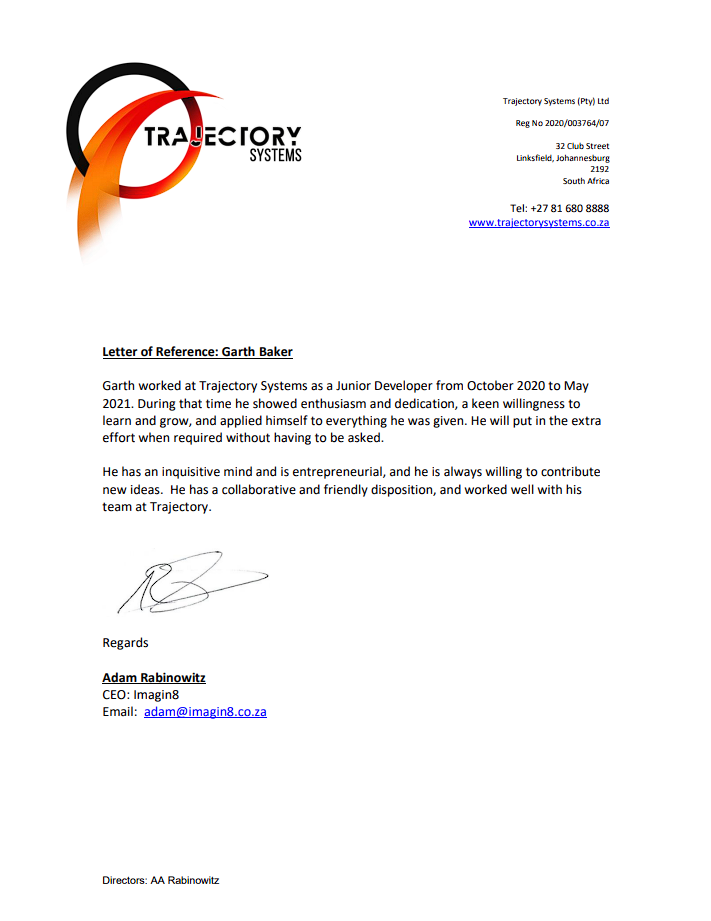 TRAJECTORY
SYSTEMS
Trajectory Systems (Pty) Ltd
Reg No 2020/003764/07
32 Club Street
Linksfield, Johannesburg
2192
South Africa
Tel: +27 81 680 8888
www.trajectorysystems.co.za
Letter of Reference: Garth Baker
Garth worked at Trajectory Systems as a Junior Developer from October 2020 to May
2021. During that time he showed enthusiasm and dedication, a keen willingness to
learn and grow, and applied himself to everything he was given. He will put in the extra
effort when required without having to be asked.
He has an inquisitive mind and is entrepreneurial, and he is always willing to contribute
new ideas.  He has a collaborative and friendly disposition, and worked well with his
team at Trajectory.
Regards
Adam Rabinowitz
CEO: Imagin8
Email:  adam@imagin8.co.za
Directors: AA Rabinowitz